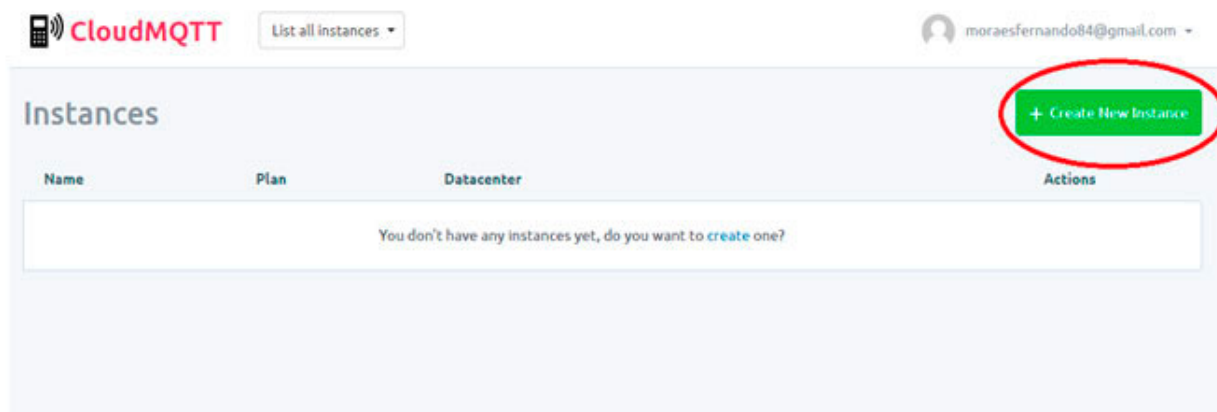 CloudMQTT
List all instances
moraesfernando84@gmail.com
Instances
+ Create New Instance
Name Plan Datacenter Actions
You don't have any instances yet, do you want to create one?